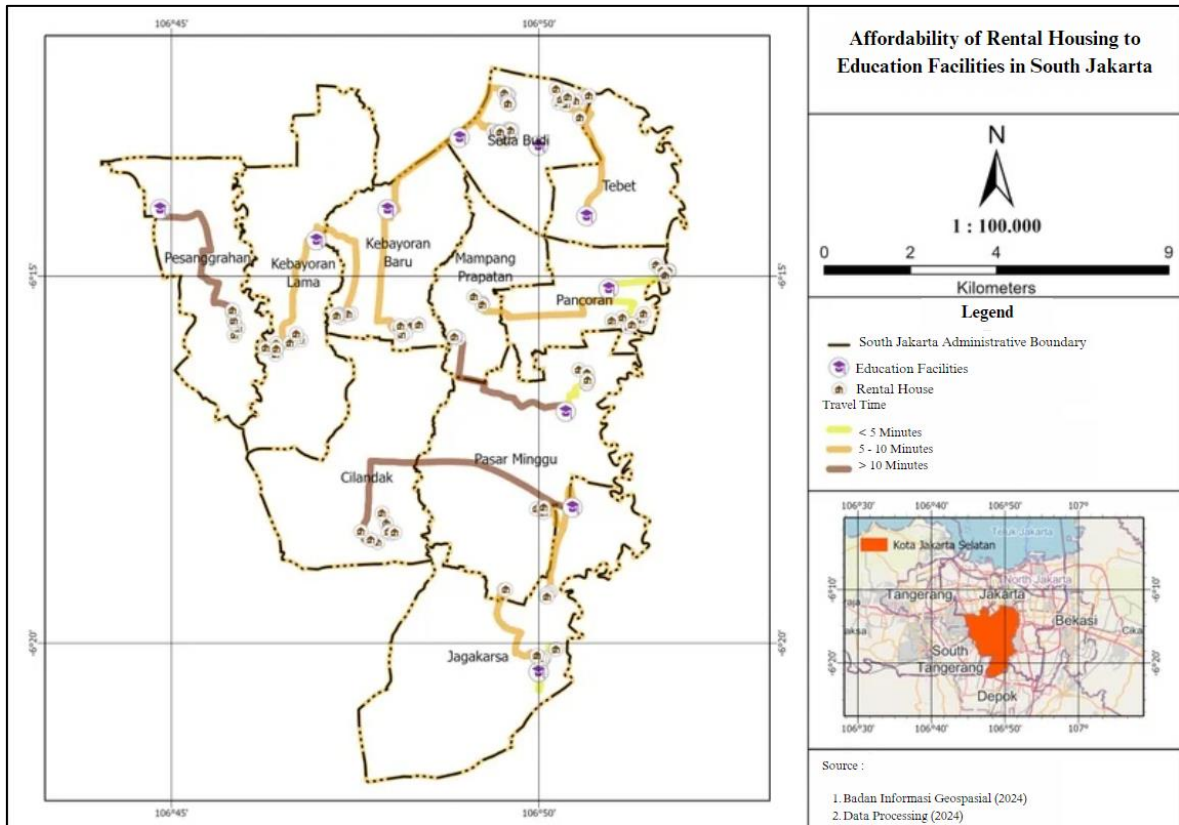 106°45'
106°50'
Setia Budi
Tebet
Pesanggrahan
Kebayoran
Lama
Kebayoran
Baru
Mampang
Prapatan
Pancoran
-6°15'
-6°15'
Pasar Minggu
Cilandak
-6°20'
-6°20'
Jagakarsa
106°45'
106°50'
Affordability of Rental Housing to
Education Facilities in South Jakarta
N
1 : 100.000
0 2 4 9
Kilometers
Legend
South Jakarta Administrative Boundary
Education Facilities
Rental House
Travel Time
< 5 Minutes
5 - 10 Minutes
> 10 Minutes
106°30' 106°40' 106°50' 107°
Kota Jakarta Selatan
Teluk Jakarta
North Jakarta
-6°10'
-6°10'
Tangerang
Jakarta
raja
Bekasi
aksa
Cika
South
Tangerang
-6°20'
-6°20'
Depok
106°30' 106°40' 106°50' 107°
Source :
1. Badan Informasi Geospasial (2024)
2. Data Processing (2024)